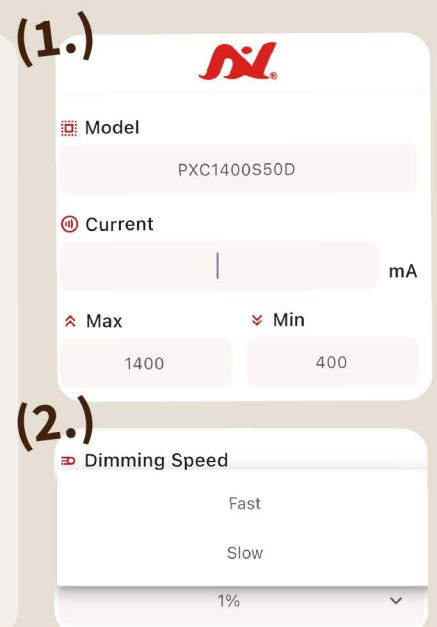 (1.)
Model
PXC1400S50D
Current
mA
Max Min
1400 400
(2.)
Dimming Speed
Fast
Slow
1%